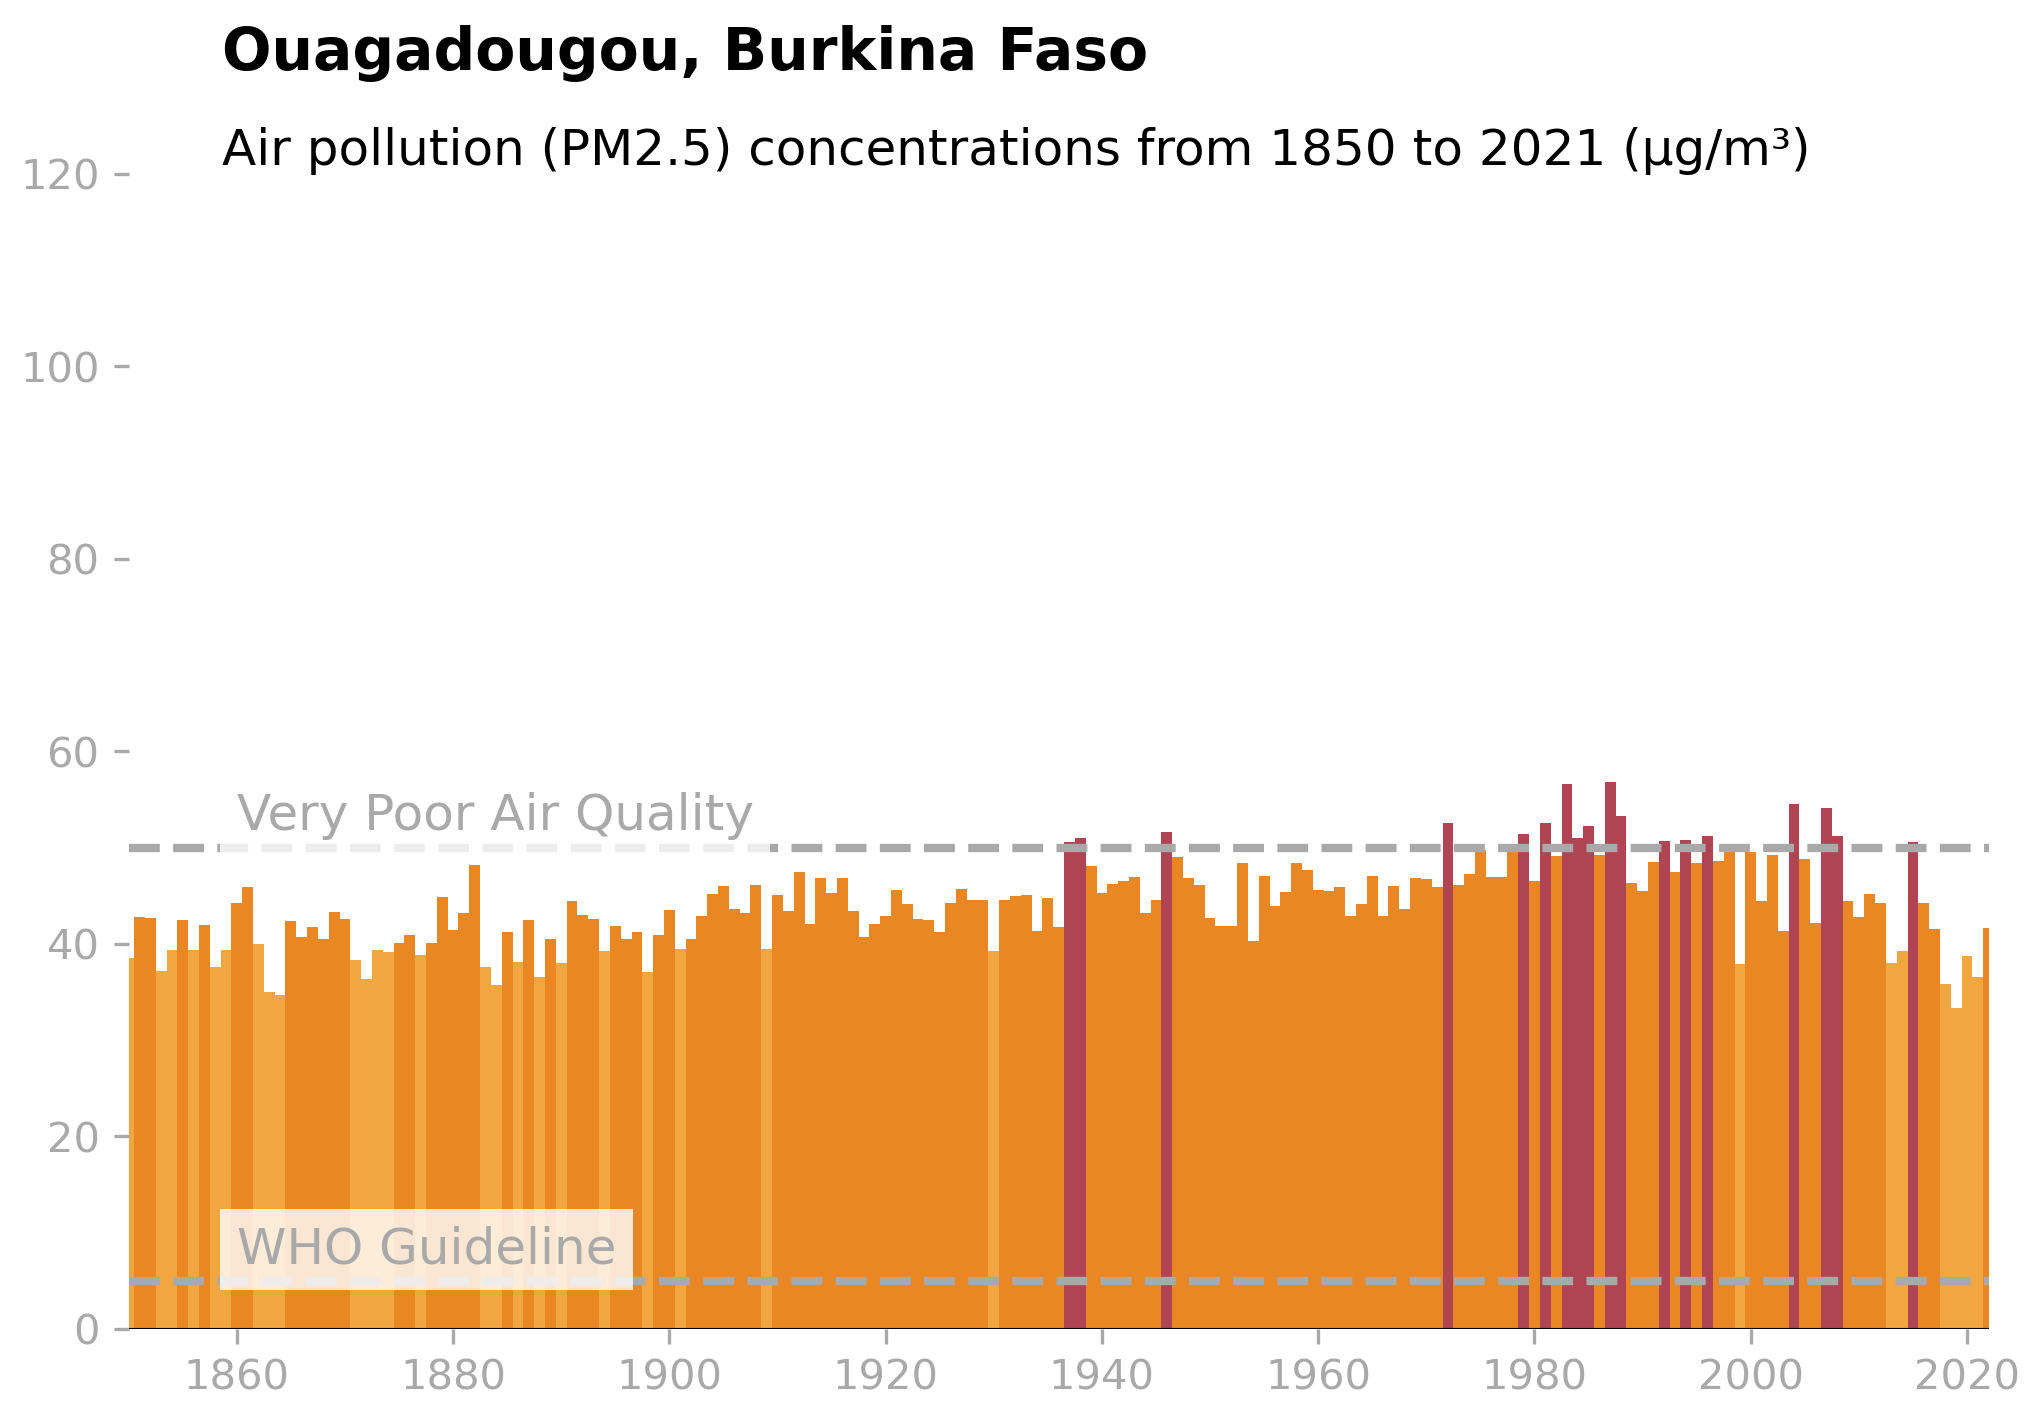 Ouagadougou, Burkina Faso
Air pollution (PM2.5) concentrations from 1850 to 2021 (µg/m³)
120
100
80
60
Very Poor Air Quality
40
20
WHO Guideline
0
1860 1880 1900 1920 1940 1960 1980 2000 2020